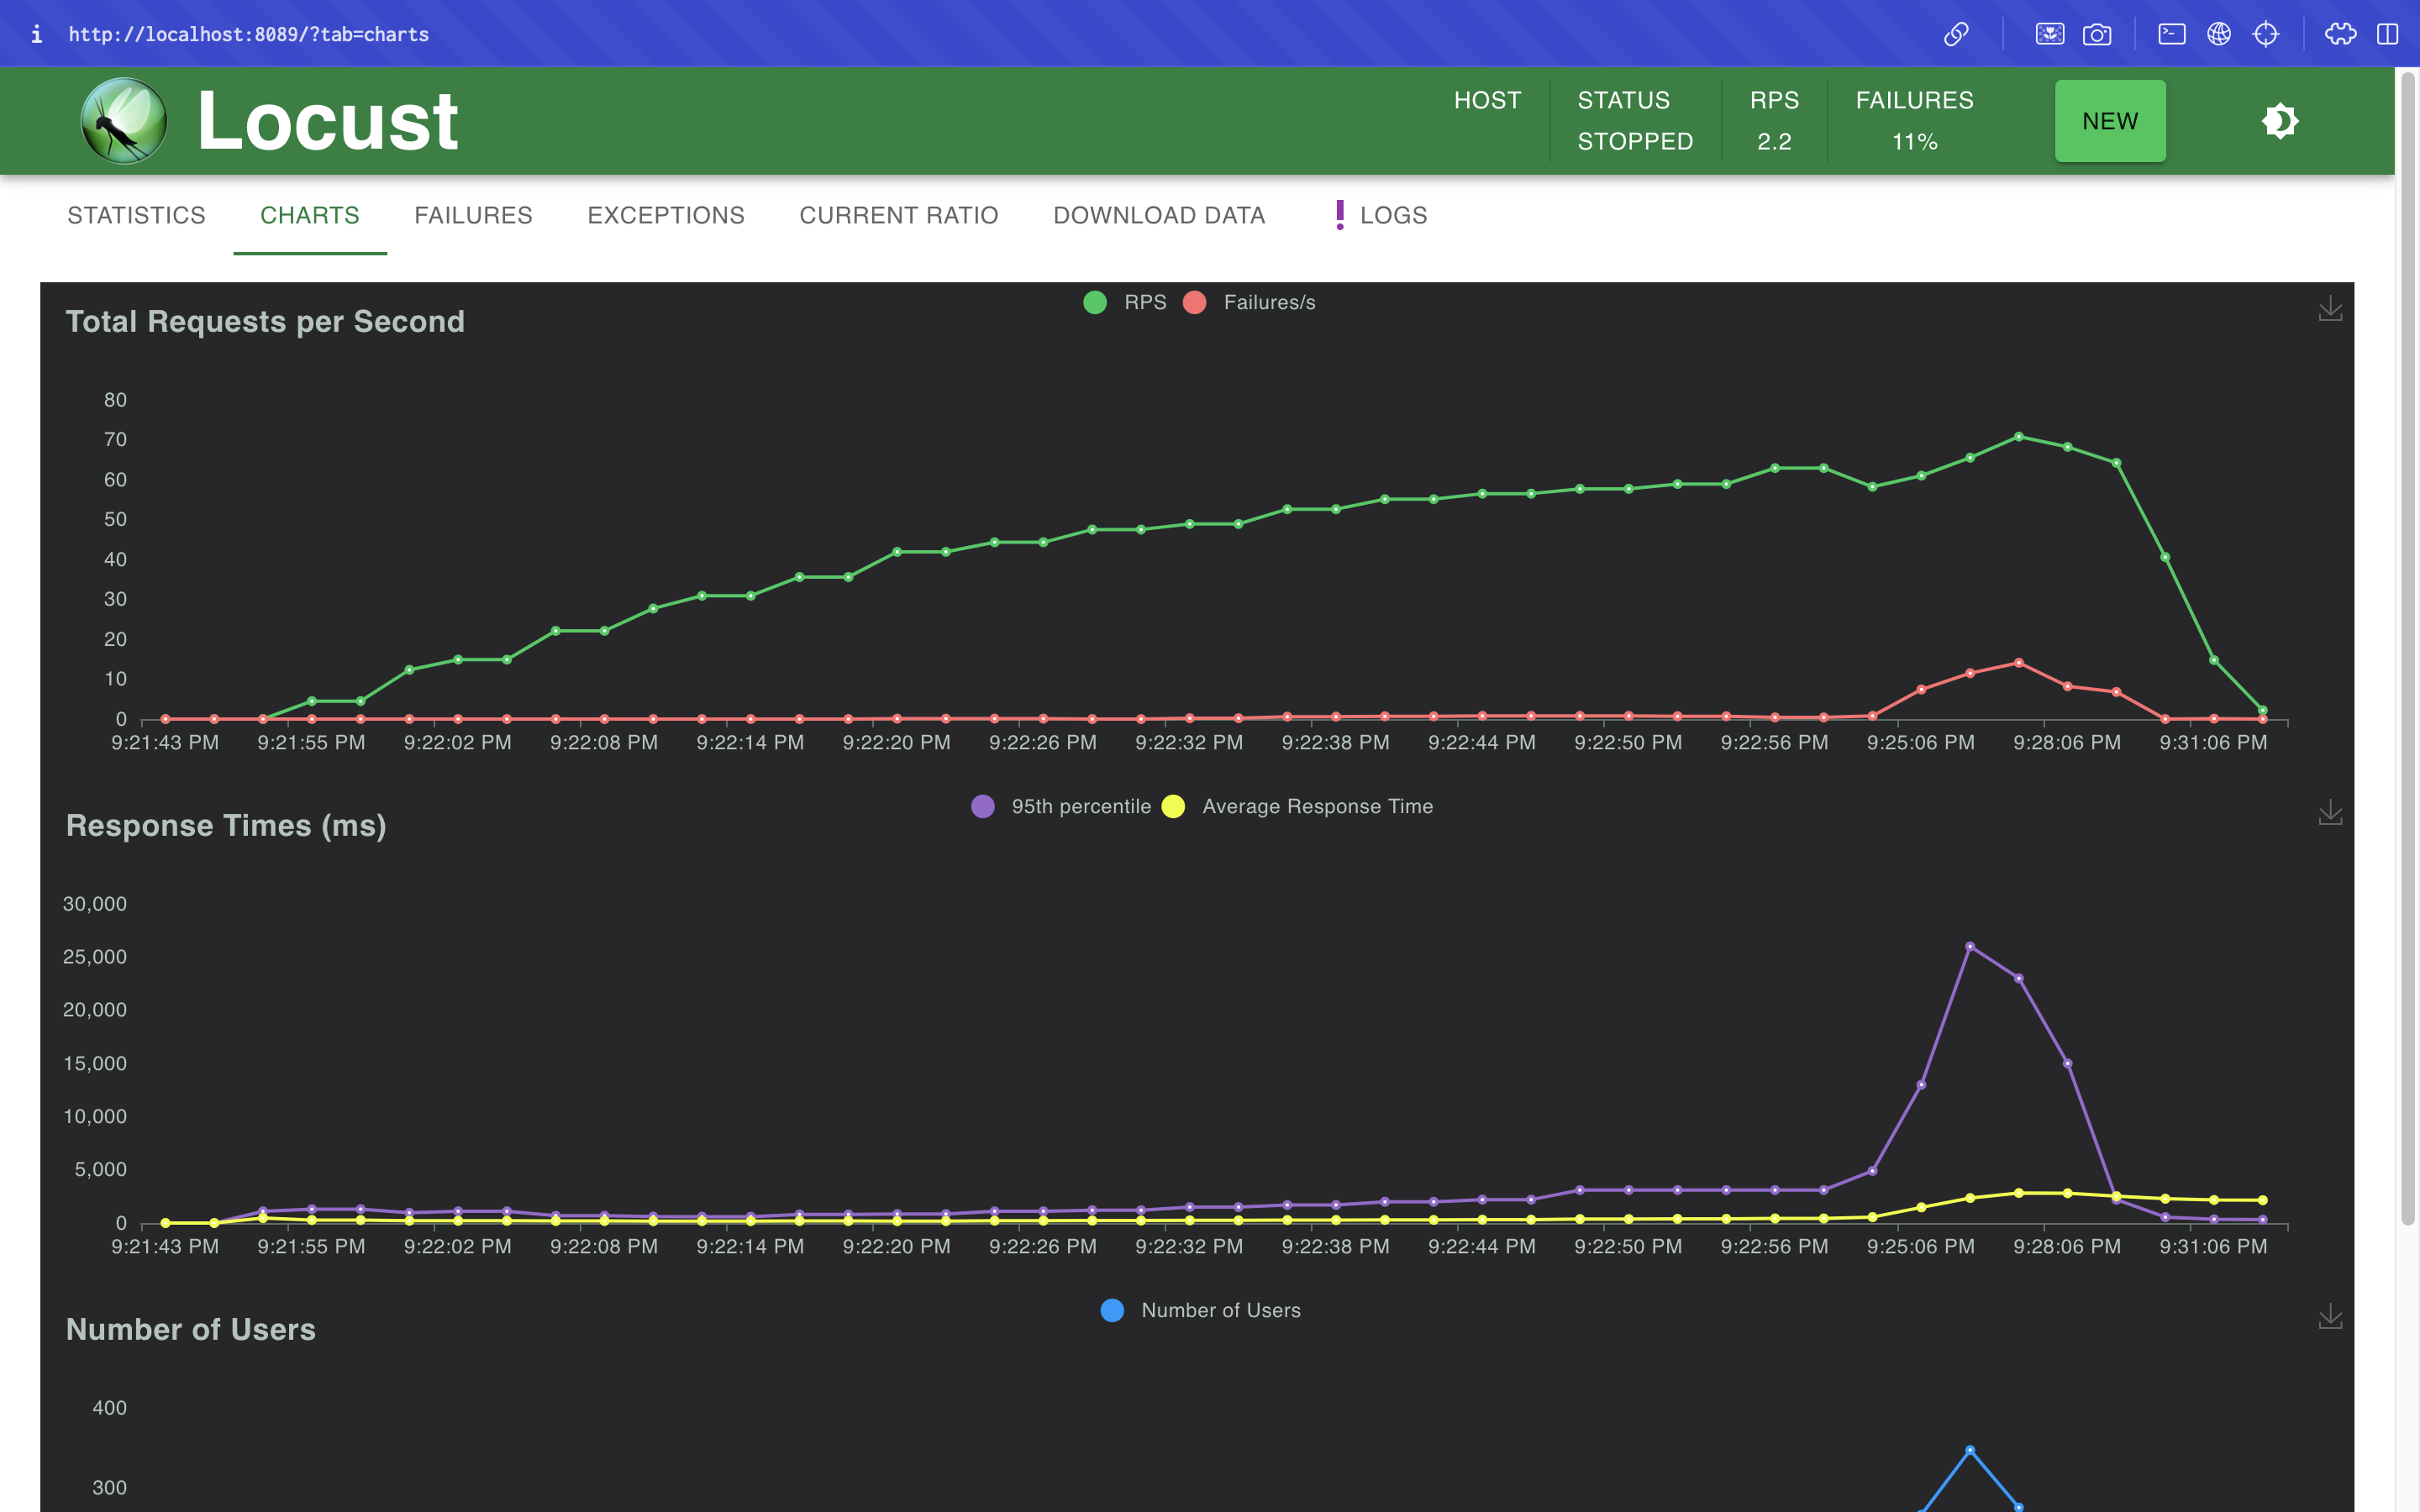 http://localhost:8089/?tab=charts
Locust
HOST
STATUS
STOPPED
RPS
2.2
FAILURES
11%
NEW
STATISTICS
CHARTS
FAILURES
EXCEPTIONS
CURRENT RATIO
DOWNLOAD DATA
LOGS
Total Requests per Second
RPS
Failures/s
80
70
60
50
40
30
20
10
0
9:21:43 PM 9:21:55 PM 9:22:02 PM 9:22:08 PM 9:22:14 PM 9:22:20 PM 9:22:26 PM 9:22:32 PM 9:22:38 PM 9:22:44 PM 9:22:50 PM 9:22:56 PM 9:25:06 PM 9:28:06 PM 9:31:06 PM
Response Times (ms)
95th percentile
Average Response Time
30,000
25,000
20,000
15,000
10,000
5,000
0
9:21:43 PM 9:21:55 PM 9:22:02 PM 9:22:08 PM 9:22:14 PM 9:22:20 PM 9:22:26 PM 9:22:32 PM 9:22:38 PM 9:22:44 PM 9:22:50 PM 9:22:56 PM 9:25:06 PM 9:28:06 PM 9:31:06 PM
Number of Users
Number of Users
400
300